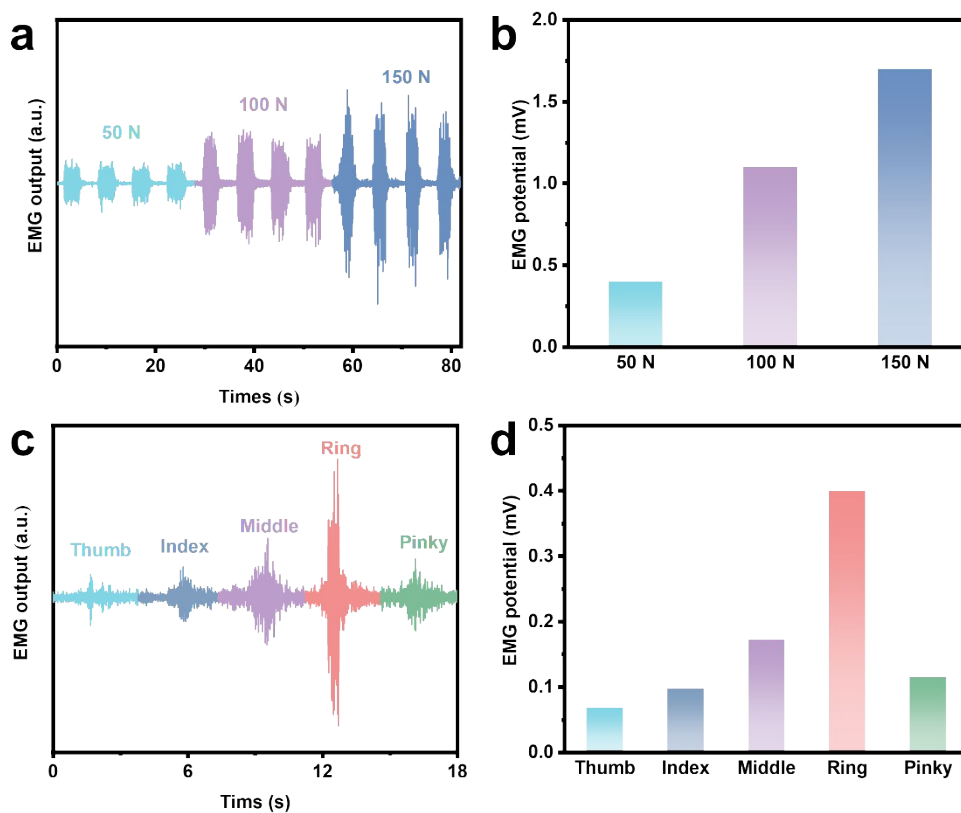 a
EMG output (a.u.)
50 N
100 N
150 N
0
20
40
60
80
Times (s)
b
EMG potential (mV)
2.0
1.5
1.0
0.5
0.0
50 N
100 N
150 N
c
EMG output (a.u.)
Thumb
Index
Middle
Ring
Pinky
0
6
12
18
Tims (s)
d
EMG potential (mV)
0.5
0.4
0.3
0.2
0.1
0.0
Thumb
Index
Middle
Ring
Pinky